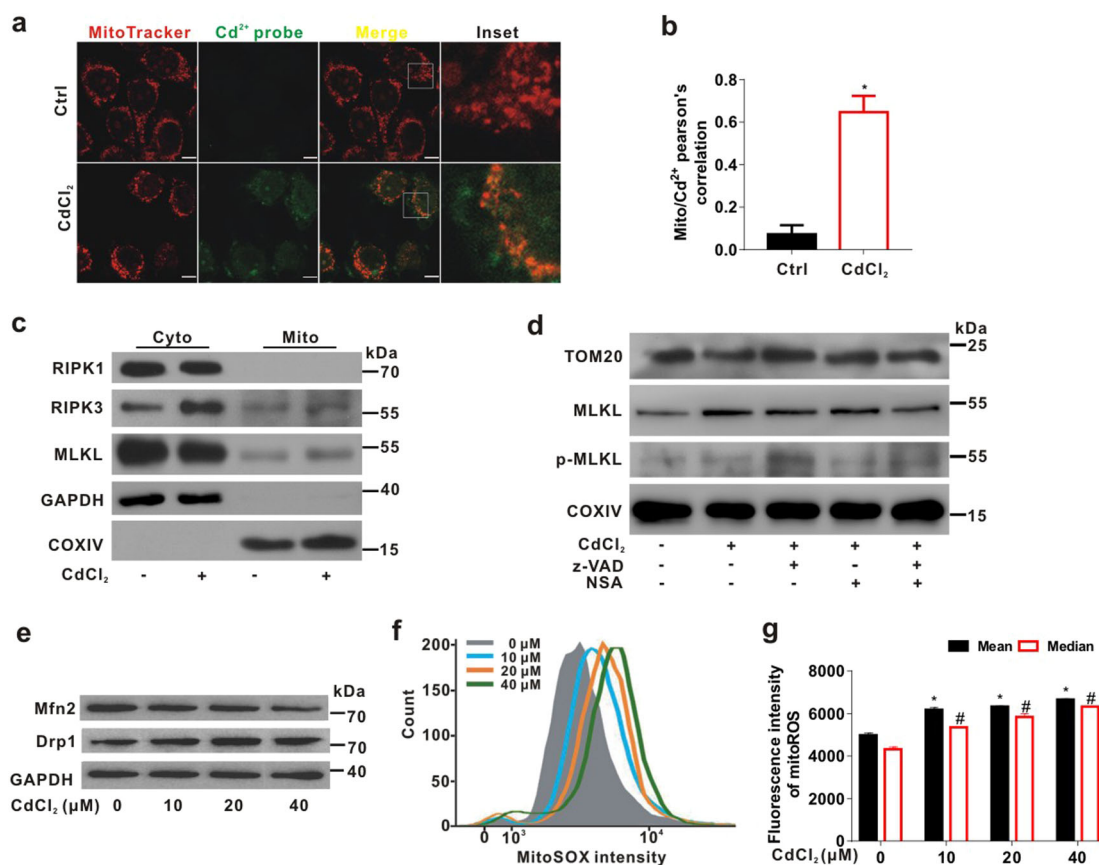 a
MitoTracker Cd²⁺ probe Merge Inset
Ctrl
CdCl₂
b
Mito/Cd²⁺ pearson's
correlation
0.8
0.6
0.4
0.2
0.0
Ctrl CdCl₂
*
c
Cyto Mito
kDa
RIPK1 70
RIPK3 55
MLKL 55
GAPDH 40
COXIV 15
CdCl₂ - + - +
d
kDa
TOM20 25
MLKL 55
p-MLKL 55
COXIV 15
CdCl₂ - + + + +
z-VAD - - + - +
NSA - - - + +
e
kDa
Mfn2 70
Drp1 70
GAPDH 40
CdCl₂ (μM) 0 10 20 40
f
0 μM
10 μM
20 μM
40 μM
Count
200
150
100
50
0
0 10³ 10⁴
MitoSOX intensity
g
Mean Median
Fluorescence intensity
of mitoROS
8000
6000
4000
2000
0
* # * # * #
CdCl₂ 0 10 20 40
(μM)